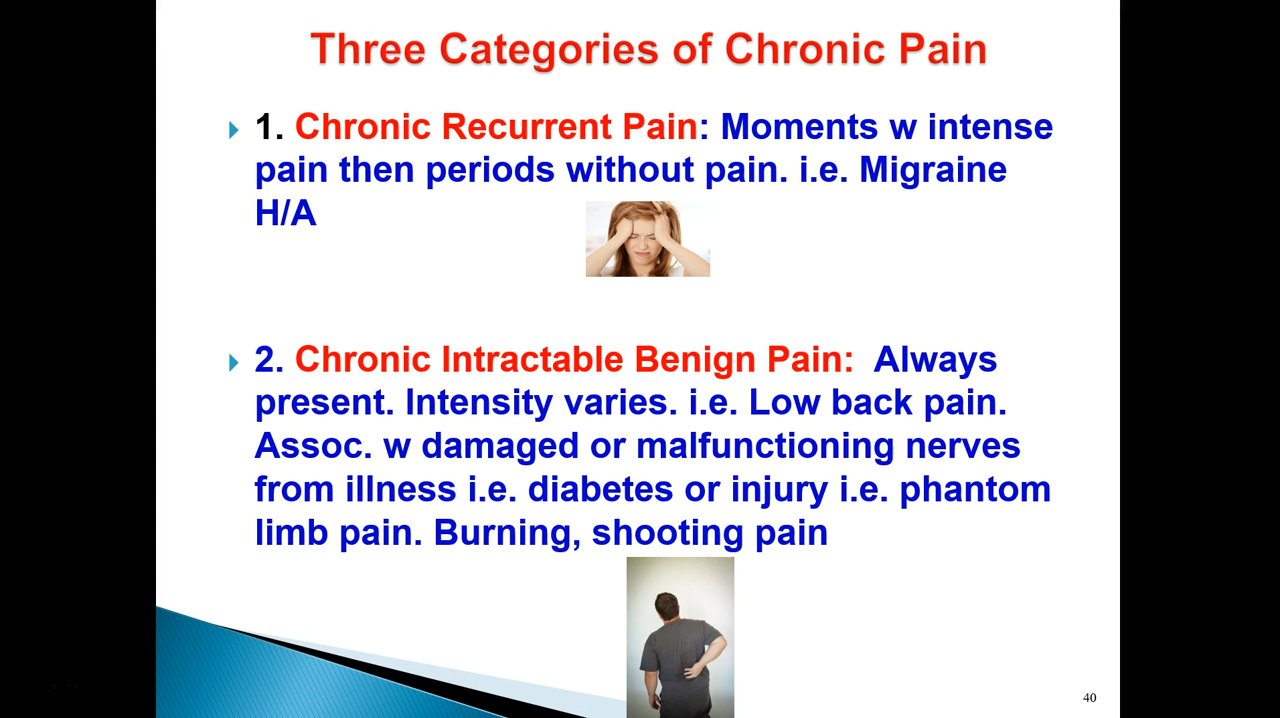 Three Categories of Chronic Pain
1. Chronic Recurrent Pain: Moments w intense
pain then periods without pain. i.e. Migraine
H/A
2. Chronic Intractable Benign Pain: Always
present. Intensity varies. i.e. Low back pain.
Assoc. w damaged or malfunctioning nerves
from illness i.e. diabetes or injury i.e. phantom
limb pain. Burning, shooting pain
40